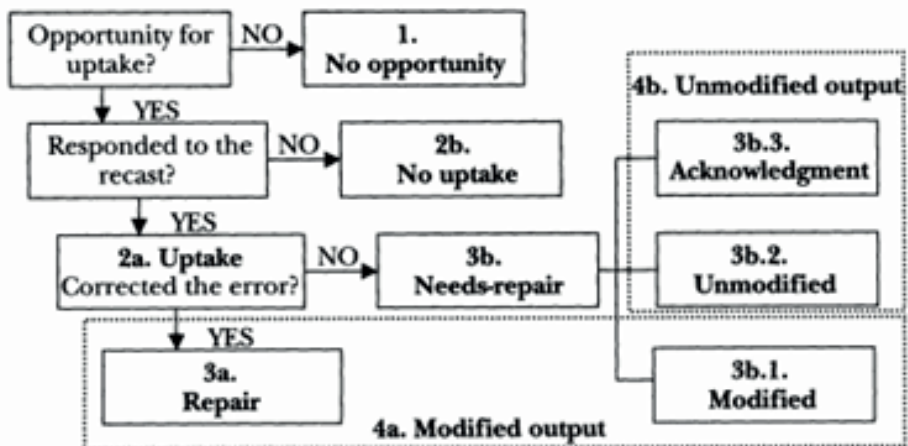 Opportunity for
uptake?
NO
1.
No opportunity
YES
4b. Unmodified output
Responded to the
recast?
NO
2b.
No uptake
3b.3.
Acknowledgment
YES
2a. Uptake
Corrected the error?
NO
3b.
Needs-repair
3b.2.
Unmodified
YES
3a.
Repair
3b.1.
Modified
4a. Modified output